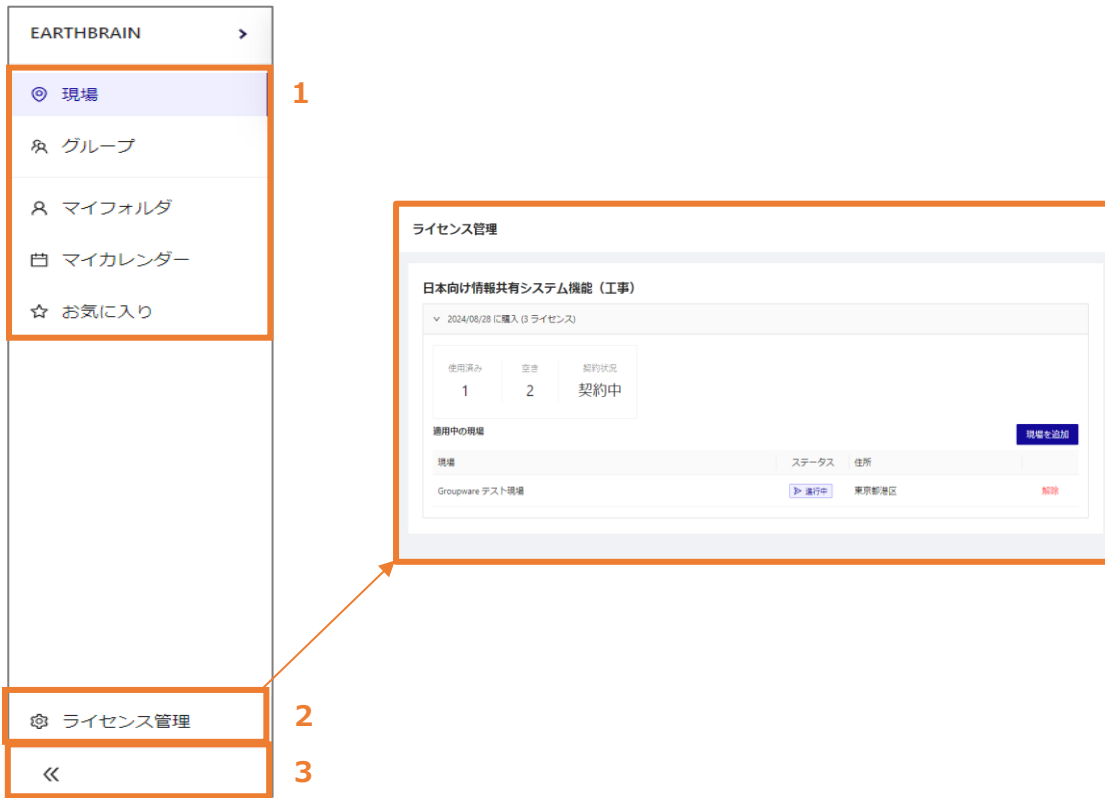 EARTHBRAIN
現場
1
グループ
マイフォルダ
マイカレンダー
お気に入り
ライセンス管理
2
3
ライセンス管理
日本向け情報共有システム機能（工事）
2024/08/28 に購入 (3 ライセンス)
使用済み 空き 契約状況
1 2 契約中
適用中の現場 現場を追加
現場 ステータス 住所
Groupware テスト現場 進行中 東京都港区 解除